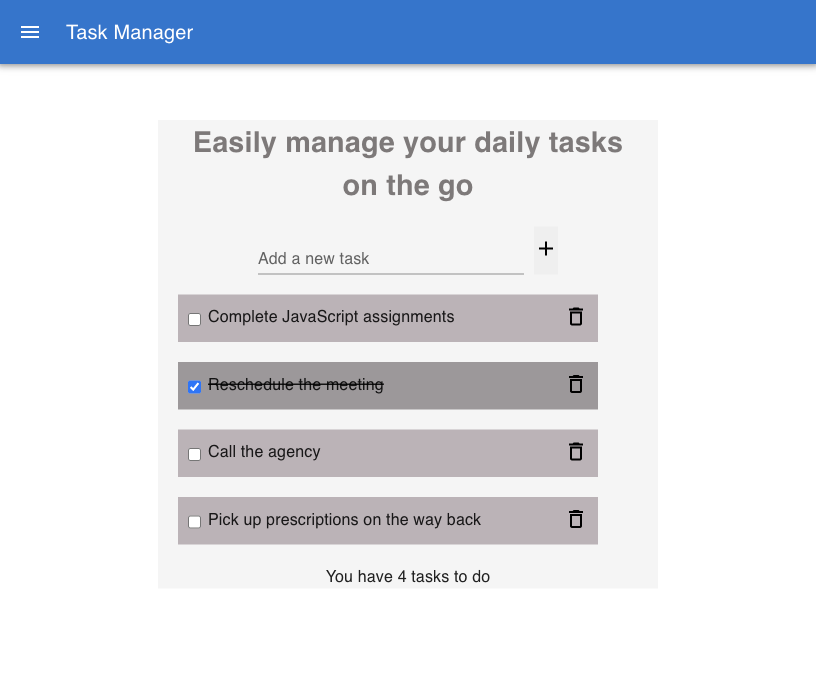 Task Manager
Easily manage your daily tasks
on the go
Add a new task
Complete JavaScript assignments
Reschedule the meeting
Call the agency
Pick up prescriptions on the way back
You have 4 tasks to do